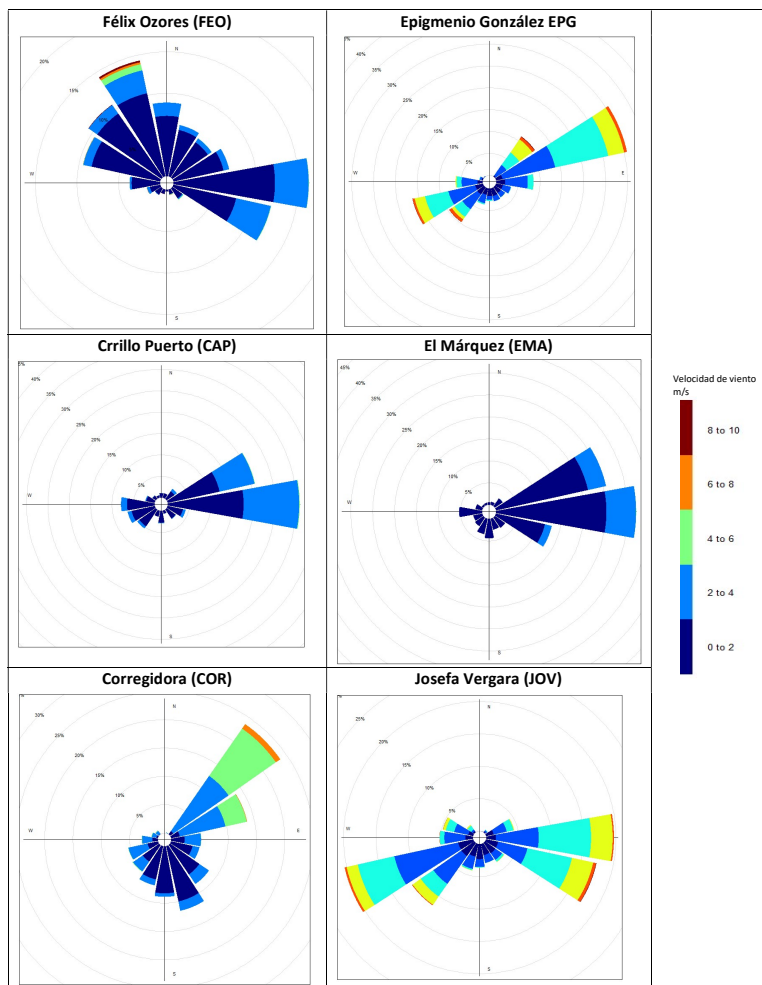 Félix Ozores (FEO)
N
20%
W
S
Epigmenio González EPG
N
40%
35%
30%
25%
20%
15%
10%
5%
W
E
S
Crrillo Puerto (CAP)
N
40%
35%
30%
25%
20%
15%
10%
5%
W
S
El Márquez (EMA)
45%
N
40%
35%
30%
25%
20%
15%
10%
5%
W
S
Velocidad de viento
m/s
8 to 10
6 to 8
4 to 6
2 to 4
0 to 2
Corregidora (COR)
N
30%
25%
20%
15%
10%
5%
W
E
S
Josefa Vergara (JOV)
N
25%
20%
15%
10%
5%
W
S